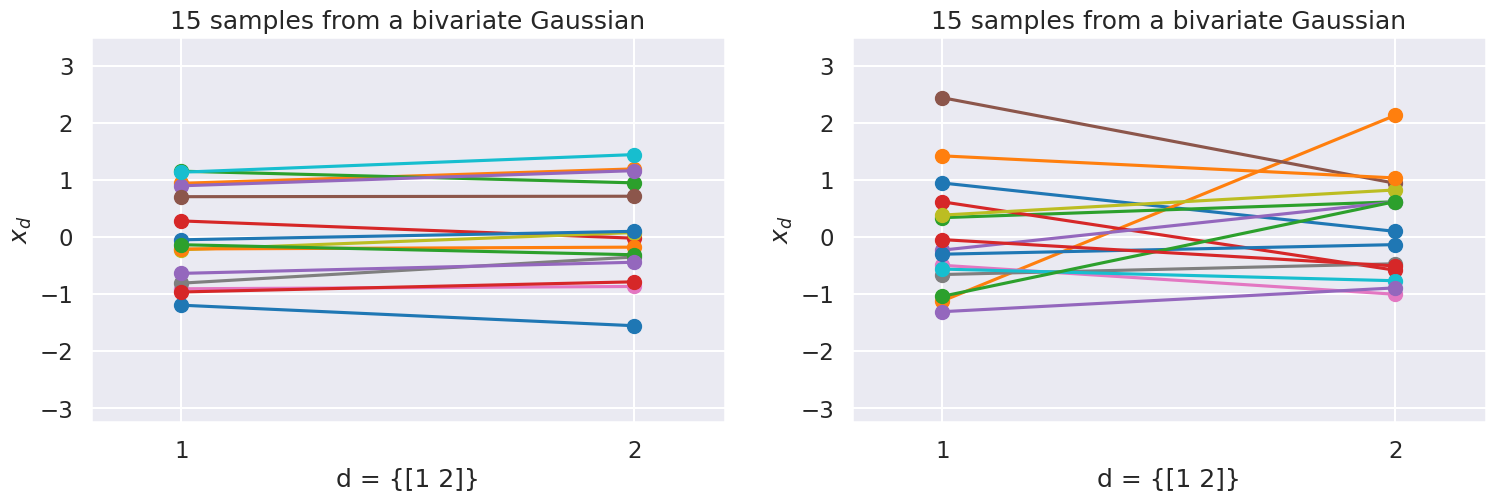 15 samples from a bivariate Gaussian
3
2
1
0
−1
−2
−3
x_d
1 2
d = {[1 2]}
15 samples from a bivariate Gaussian
3
2
1
0
−1
−2
−3
x_d
1 2
d = {[1 2]}